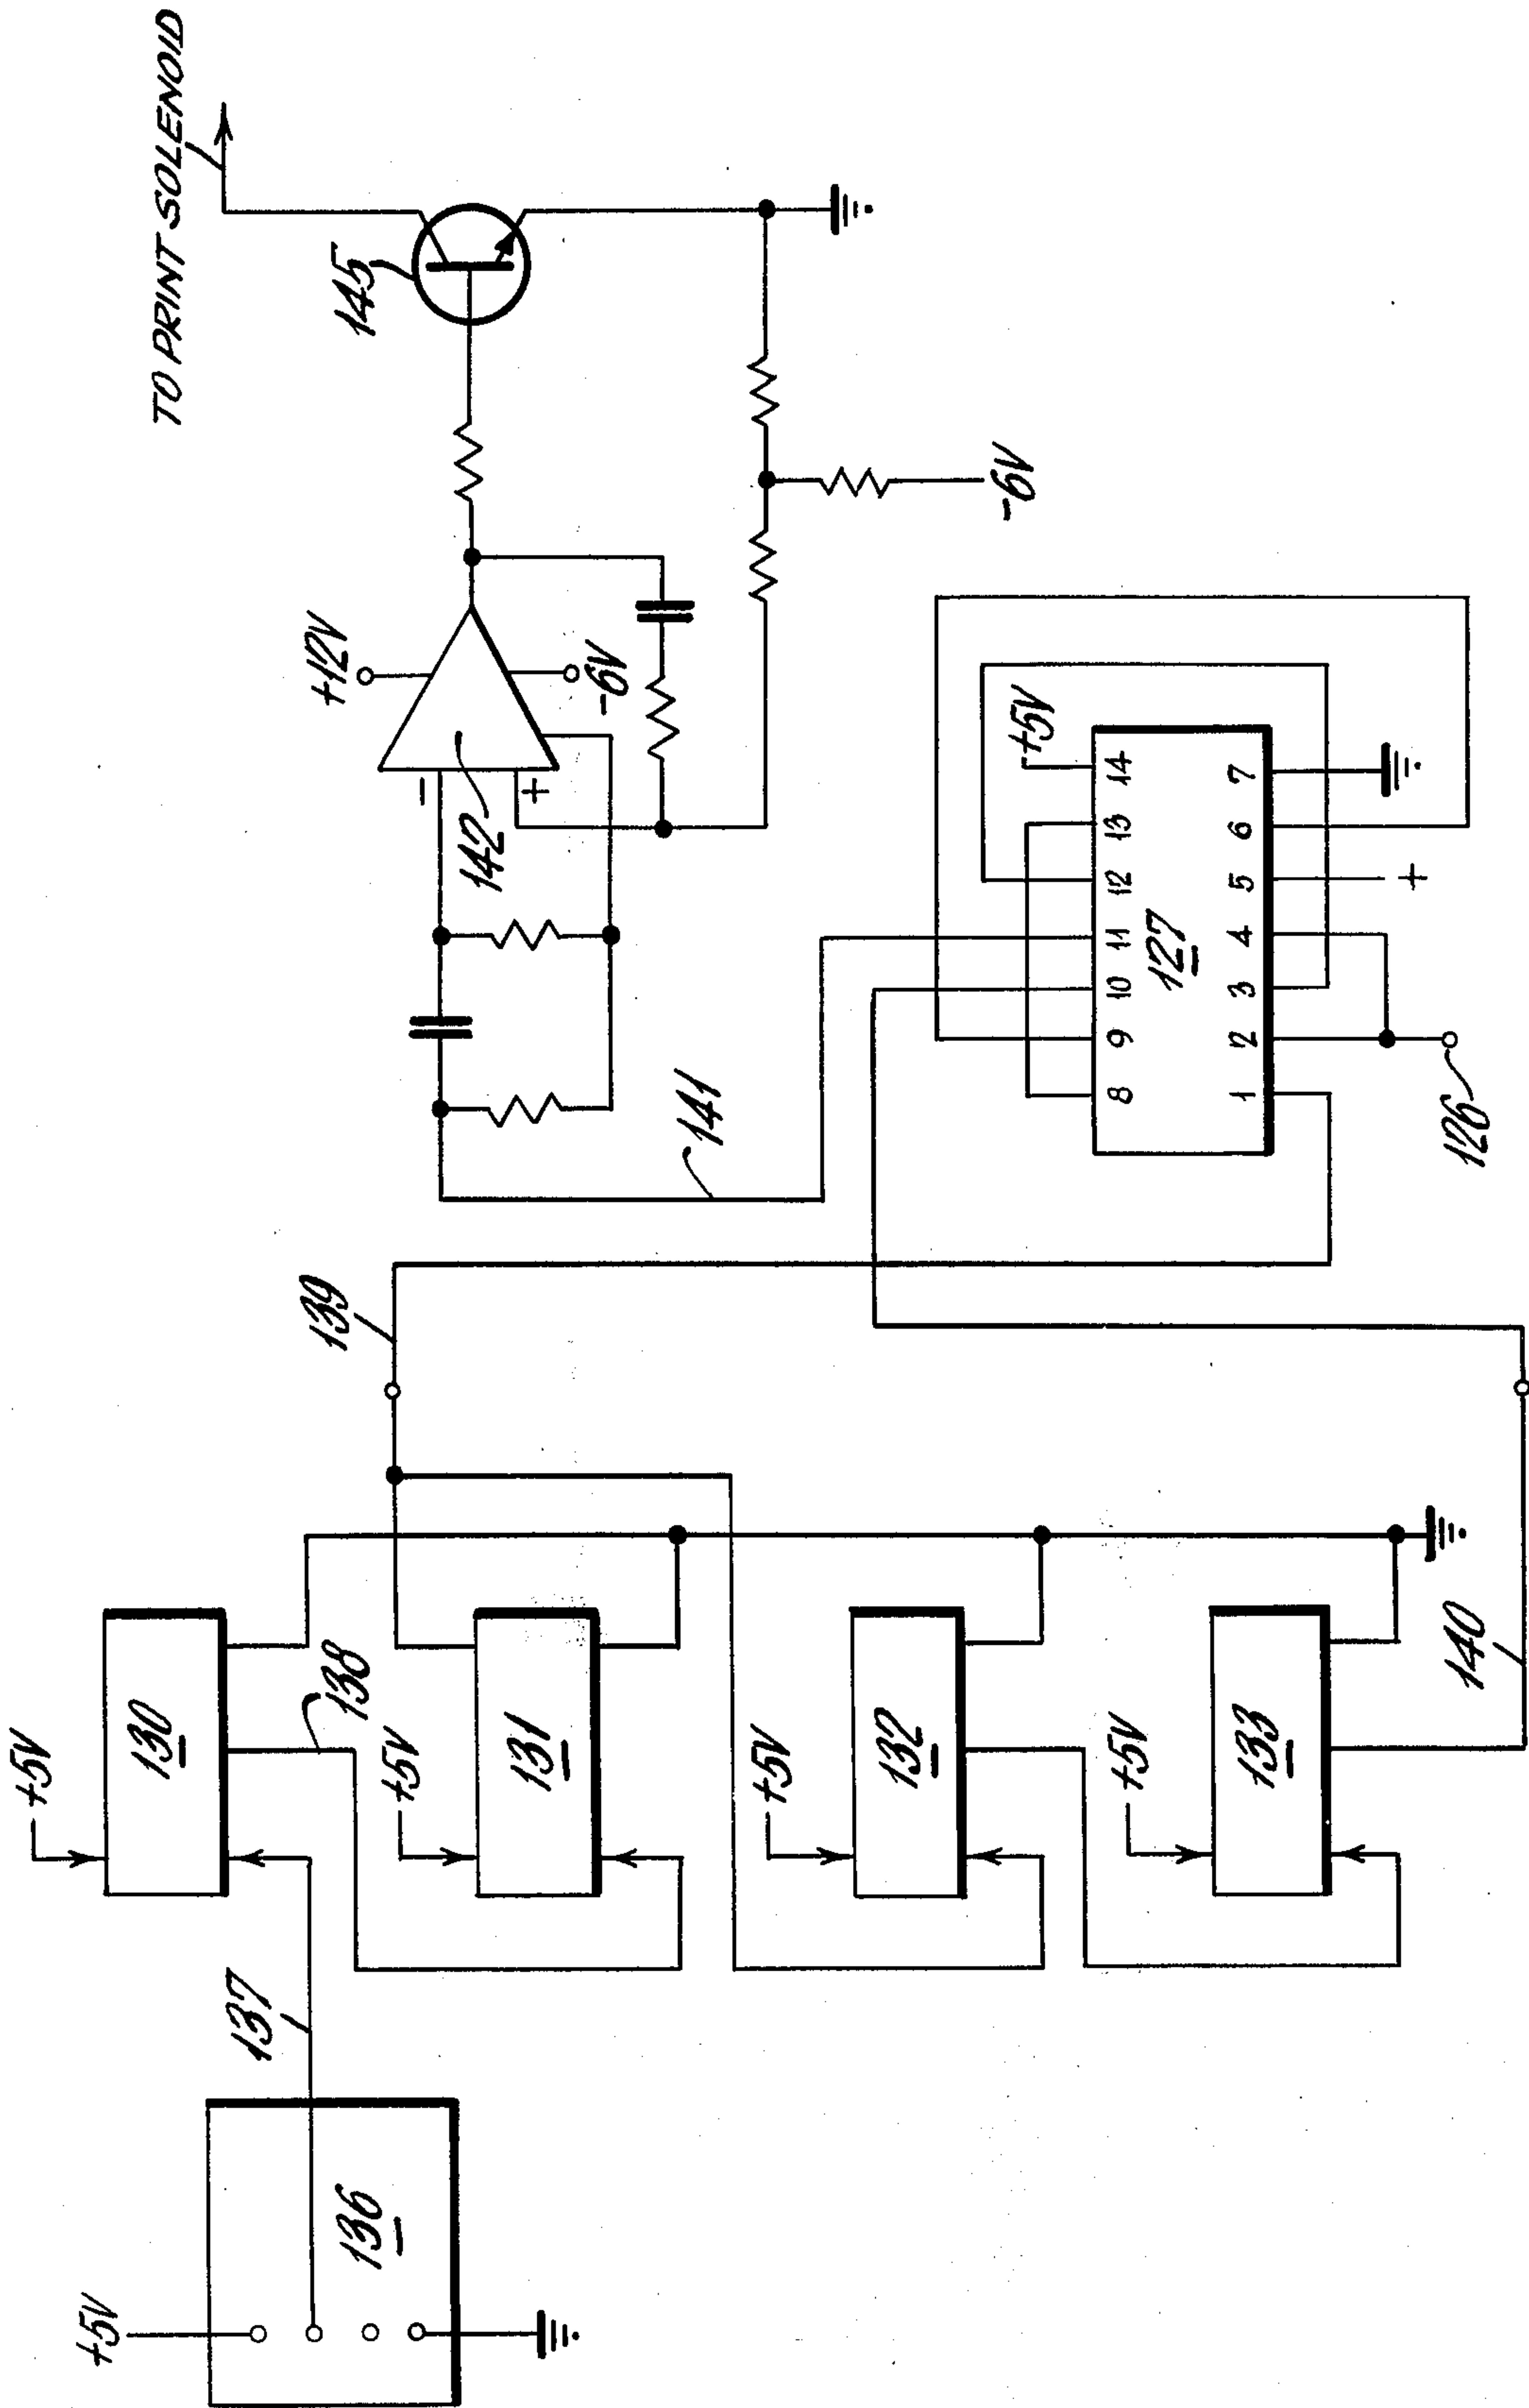 TO PRINT SOLENOID
145
+12V
-6V
142
-
+
-6V
141
+5V
8 9 10 11 12 13 14
127
1 2 3 4 5 6 7
+
126
139
+5V
130
138
+5V
131
+5V
132
+5V
133
140
137
+5V
136